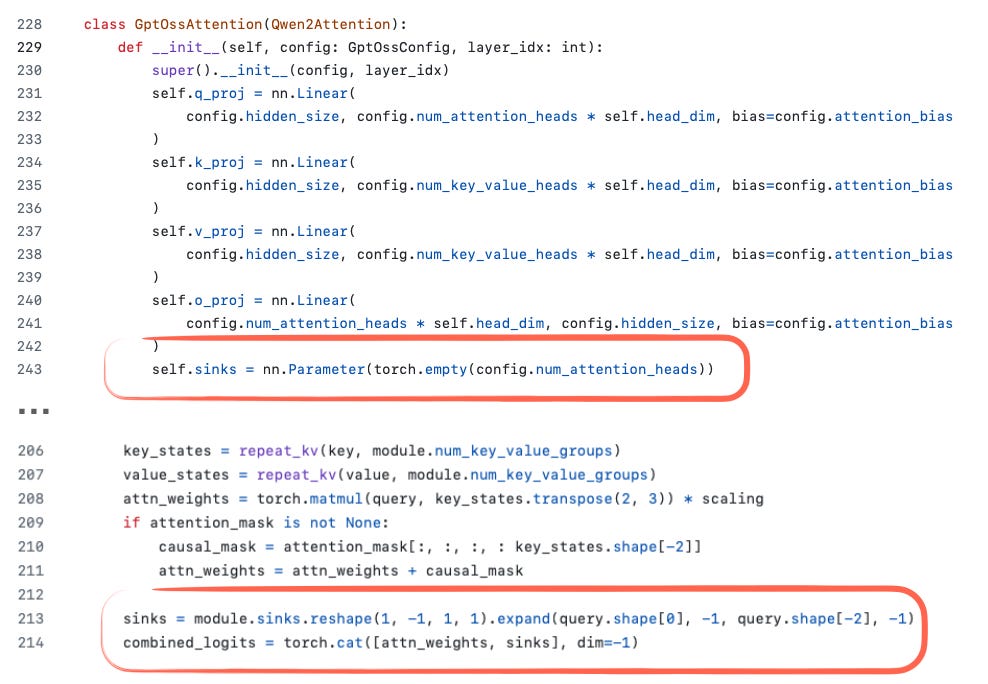 228 class GptOssAttention(Qwen2Attention):
229 def __init__(self, config: GptOssConfig, layer_idx: int):
230 super().__init__(config, layer_idx)
231 self.q_proj = nn.Linear(
232 config.hidden_size, config.num_attention_heads * self.head_dim, bias=config.attention_bias
233 )
234 self.k_proj = nn.Linear(
235 config.hidden_size, config.num_key_value_heads * self.head_dim, bias=config.attention_bias
236 )
237 self.v_proj = nn.Linear(
238 config.hidden_size, config.num_key_value_heads * self.head_dim, bias=config.attention_bias
239 )
240 self.o_proj = nn.Linear(
241 config.num_attention_heads * self.head_dim, config.hidden_size, bias=config.attention_bias
242 )
243 self.sinks = nn.Parameter(torch.empty(config.num_attention_heads))
...
206 key_states = repeat_kv(key, module.num_key_value_groups)
207 value_states = repeat_kv(value, module.num_key_value_groups)
208 attn_weights = torch.matmul(query, key_states.transpose(2, 3)) * scaling
209 if attention_mask is not None:
210 causal_mask = attention_mask[:, :, :, : key_states.shape[-2]]
211 attn_weights = attn_weights + causal_mask
212
213 sinks = module.sinks.reshape(1, -1, 1, 1).expand(query.shape[0], -1, query.shape[-2], -1)
214 combined_logits = torch.cat([attn_weights, sinks], dim=-1)